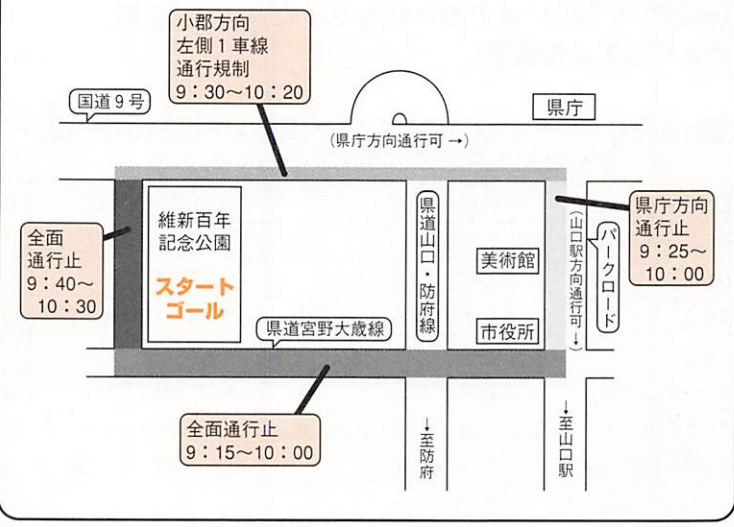 小郡方向
左側1車線
通行規制
9：30～10：20
国道9号
県庁
（県庁方向通行可→）
全面
通行止
9：40～
10：30
維新百年
記念公園
スタート
ゴール
県道山口・防府線
美術館
市役所
（山口駅方向通行可→）
パークロード
県庁方向
通行止
9：25～
10：00
県道宮野大歳線
全面通行止
9：15～10：00
→至防府
→至山口駅